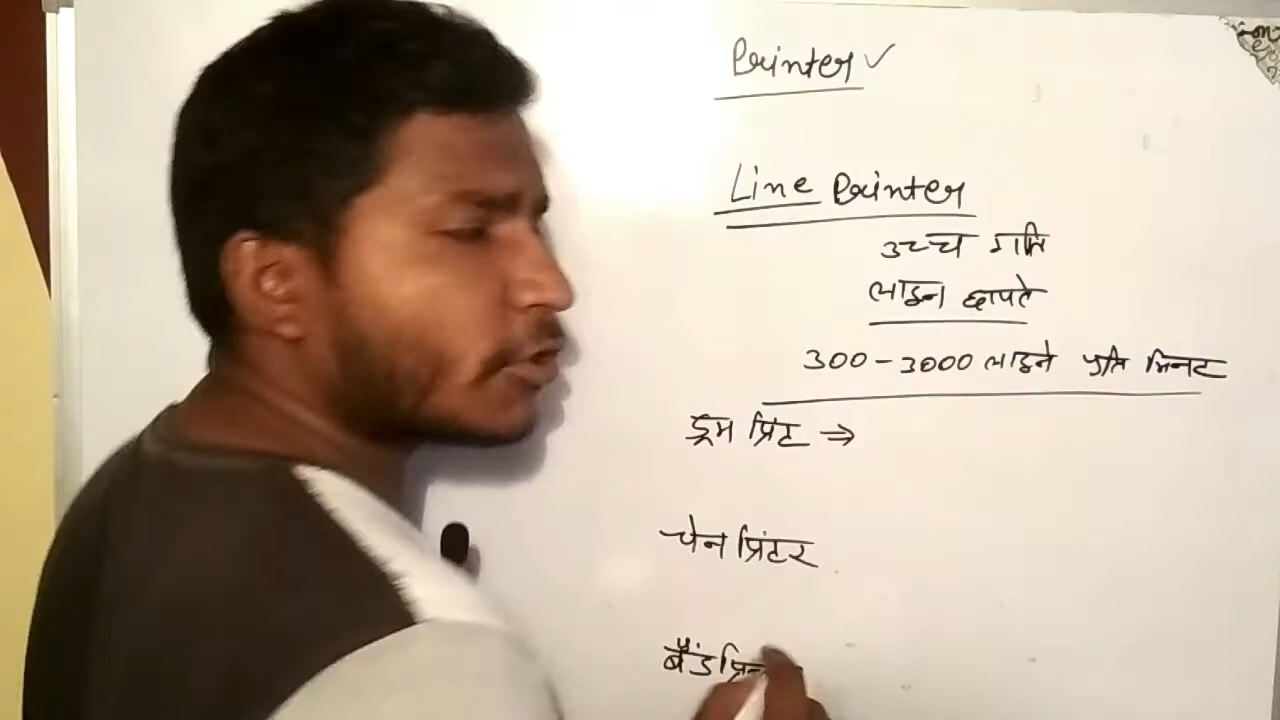 Printer ✓
Line Printer
उच्च गति
लाइन छापते
300-3000 लाइने प्रति मिनट
ड्रम प्रिंट ⇒
चेन प्रिंटर
बैंड